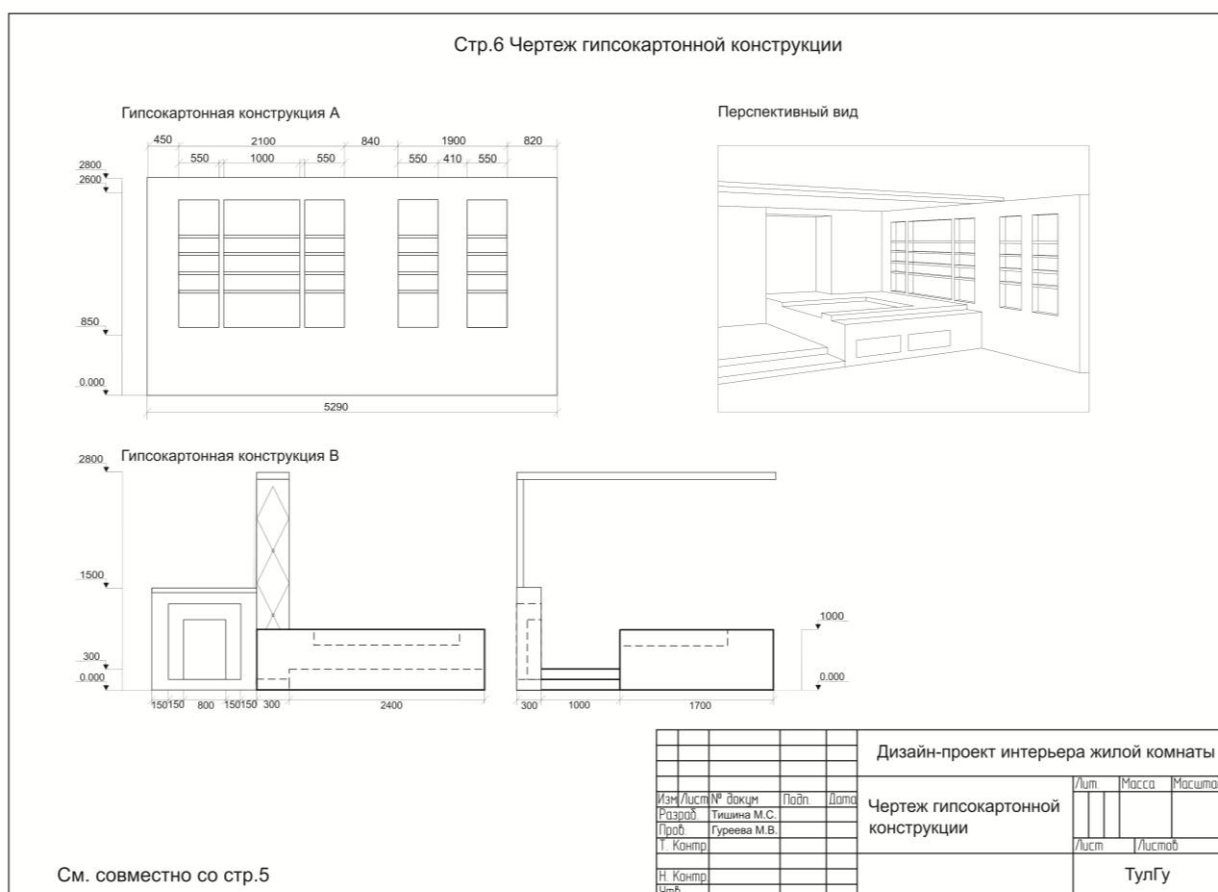 Стр.6 Чертеж гипсокартонной конструкции
Гипсокартонная конструкция А
Перспективный вид
450 2100 840 1900 820
550 1000 550 550 410 550
2800
2600
850
0.000
5290
Гипсокартонная конструкция В
2800
1500
1000
300
0.000
0.000
150 150 800 150 150 300 2400
300 1000 1700
Дизайн-проект интерьера жилой комнаты
Лит. Масса Масшта
Изм Лист № докум Подп. Дата
Чертеж гипсокартонной
конструкции
Разраб. Тишина М.С.
Пров. Гуреева М.В.
Т. Контр.
Лист Листов
Н. Контр.
Утв.
ТулГу
См. совместно со стр.5